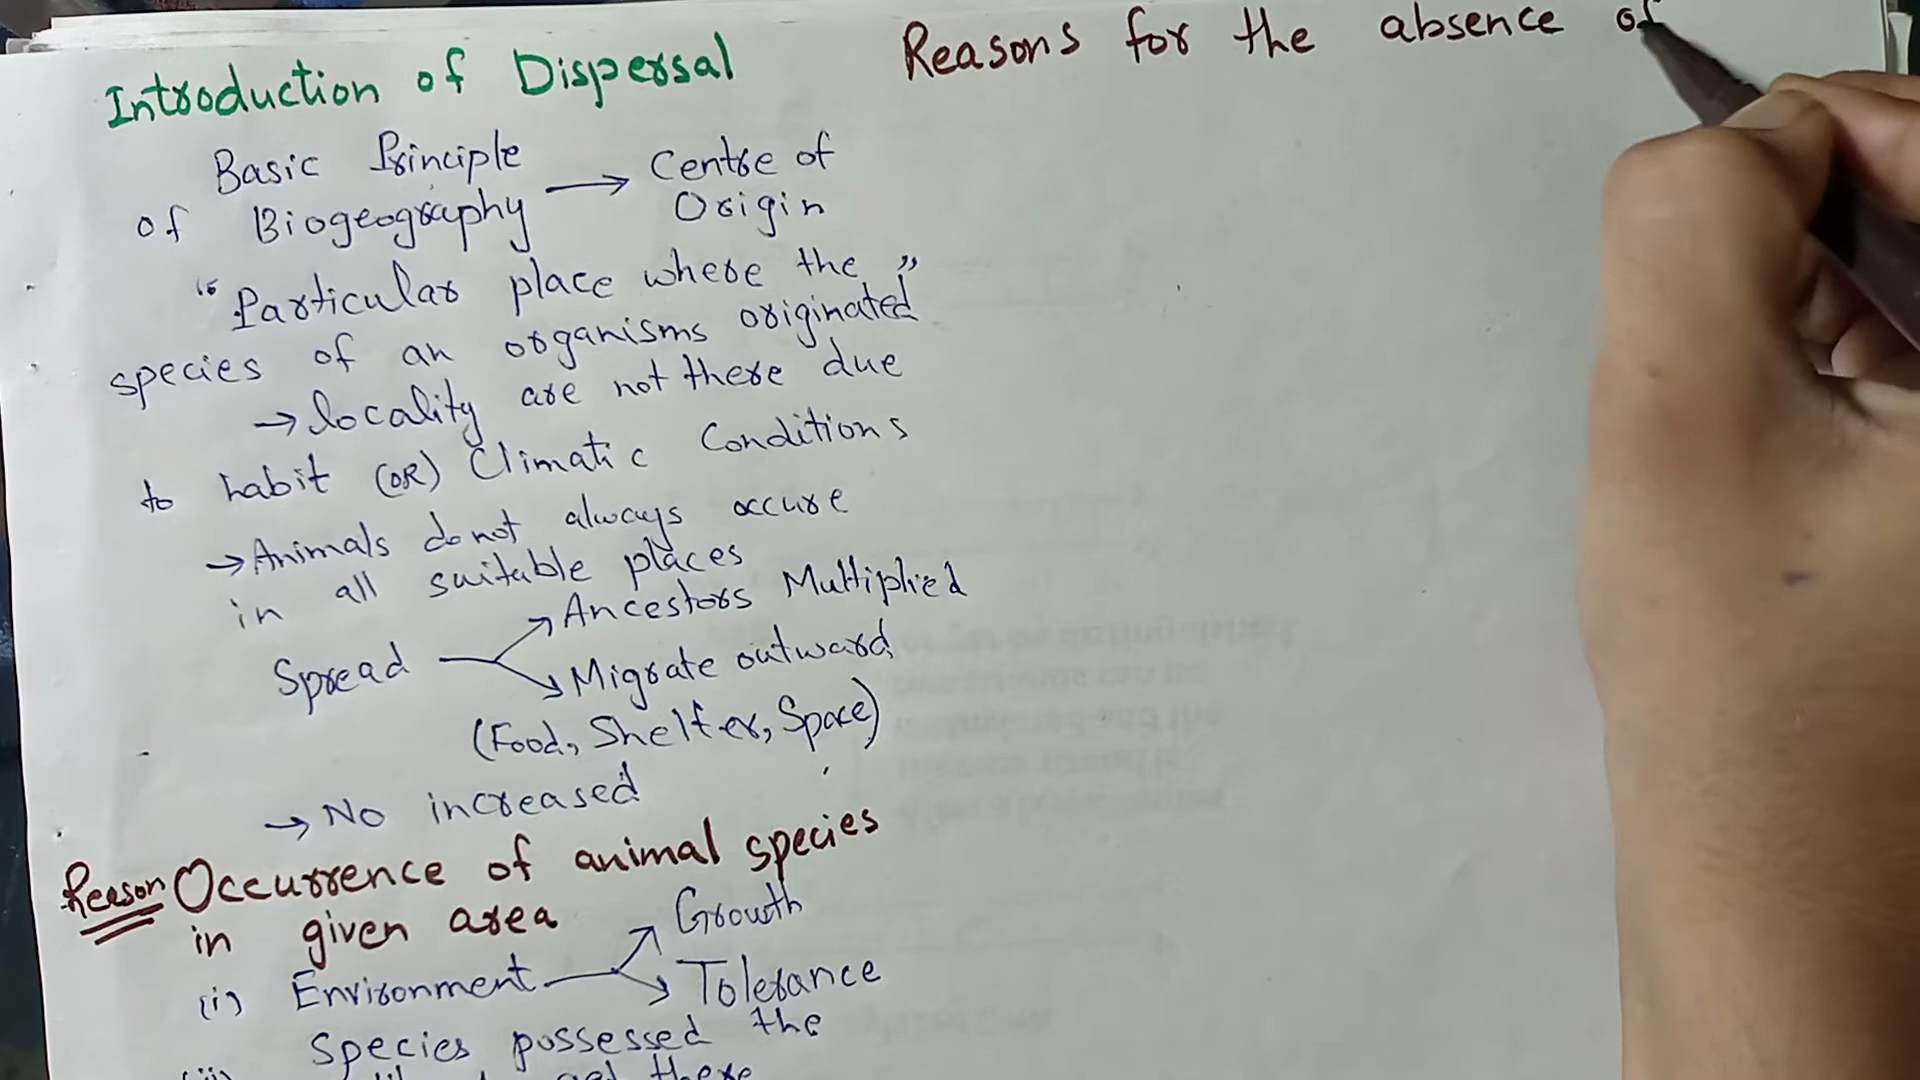 Introduction of Dispersal
Basic Principle
of Biogeography → Centre of
Origin
"Particular place where the"
species of an organisms originated
→ locality are not there due
to habit (OR) Climatic Conditions
→ Animals do not always occure
in all suitable places
Spread → Ancestors Multiplied
→ Migrate outward
(Food, Shelter, Space)
→ No increased
Reason Occurrence of animal species
in given area
(i) Environment → Growth
→ Tolerance
Species possessed the
(ii) get there
Reasons for the absence of